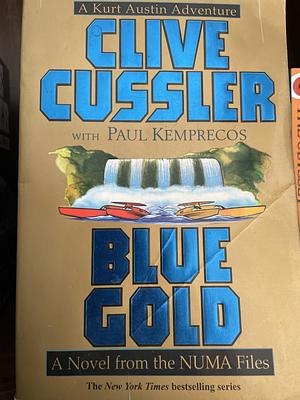 A Kurt Austin Adventure
CLIVE
CUSSLER
WITH PAUL KEMPRECOS
BLUE
GOLD
A Novel from the NUMA Files
The New York Times bestselling series